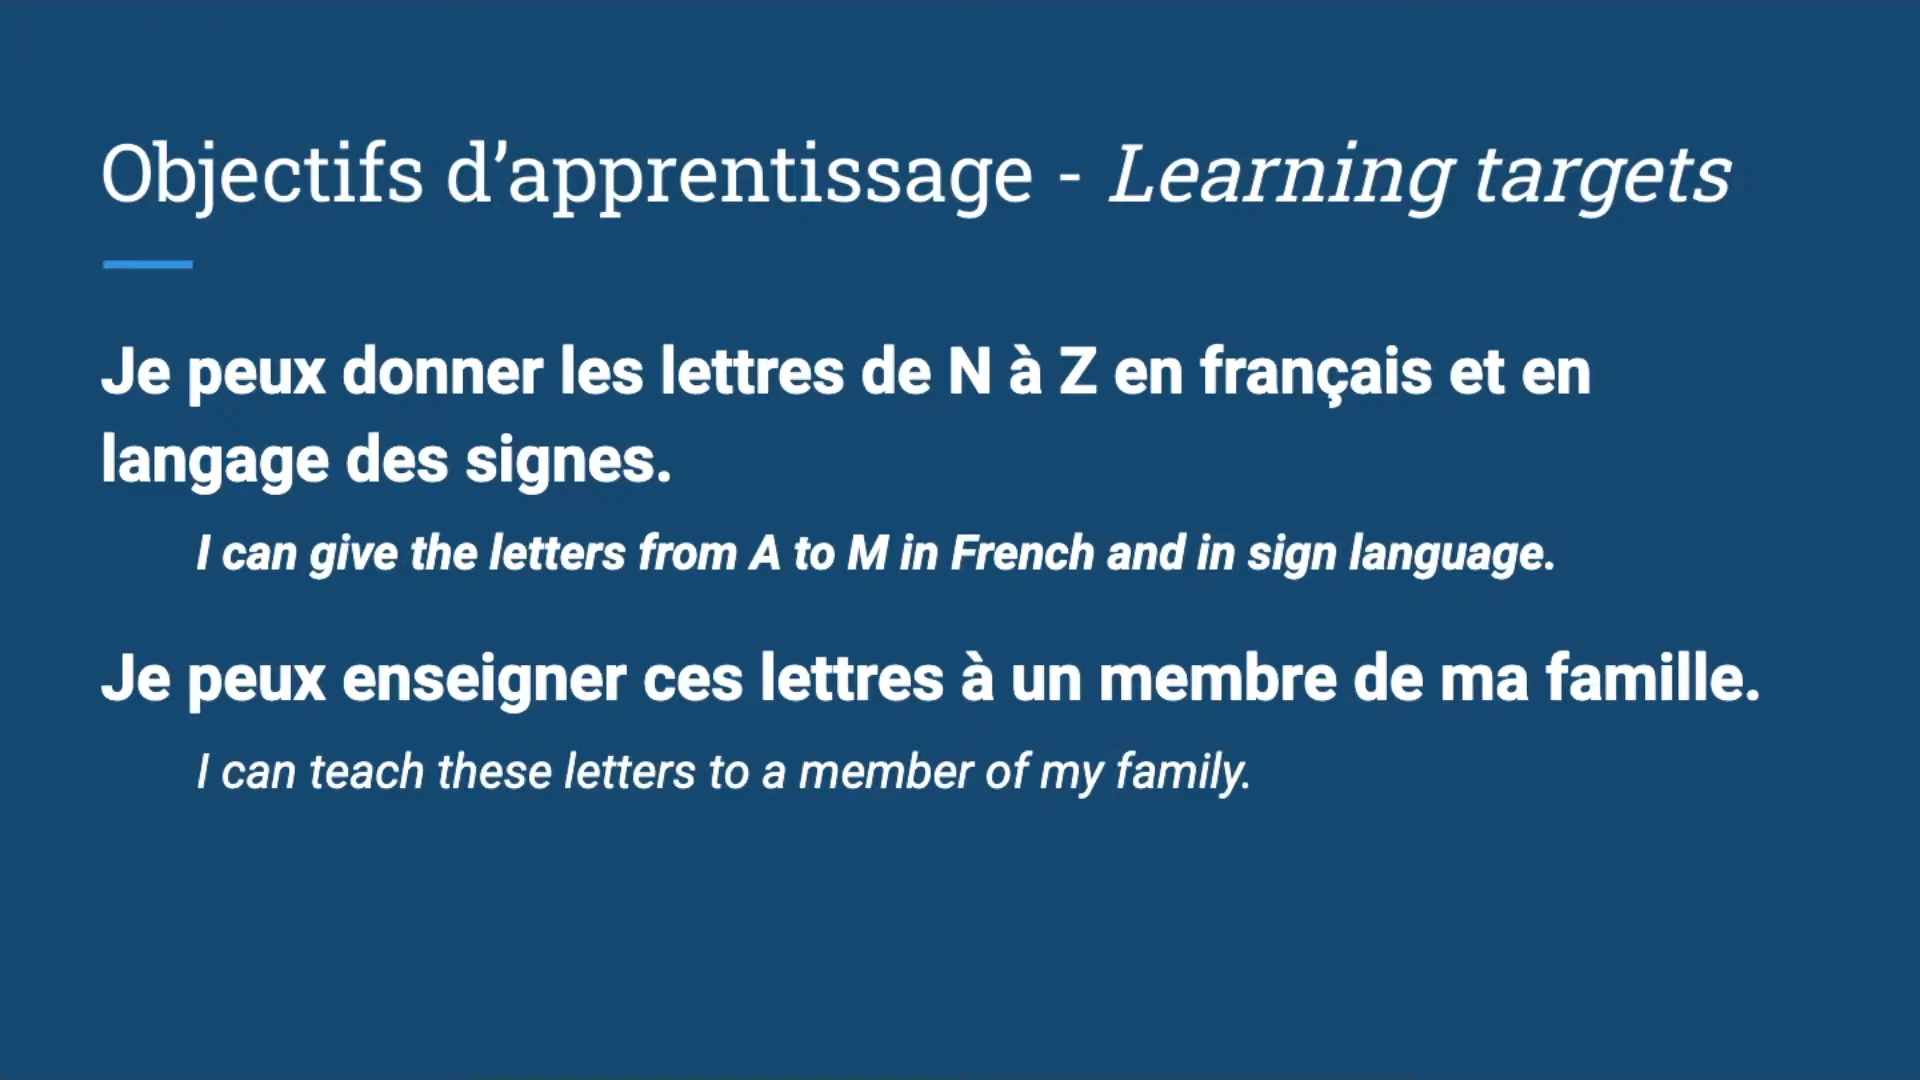 Objectifs d’apprentissage - Learning targets
Je peux donner les lettres de N à Z en français et en
langage des signes.
I can give the letters from A to M in French and in sign language.
Je peux enseigner ces lettres à un membre de ma famille.
I can teach these letters to a member of my family.